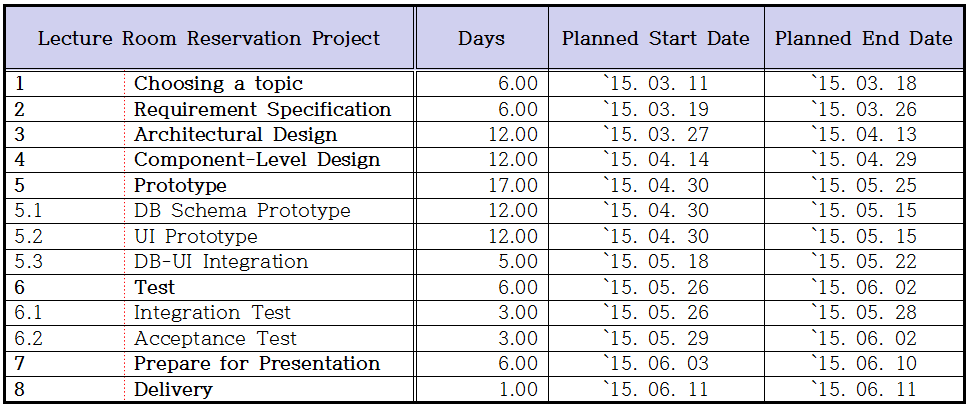 Lecture Room Reservation Project Days Planned Start Date Planned End Date
1 Choosing a topic 6.00 `15. 03. 11 `15. 03. 18
2 Requirement Specification 6.00 `15. 03. 19 `15. 03. 26
3 Architectural Design 12.00 `15. 03. 27 `15. 04. 13
4 Component-Level Design 12.00 `15. 04. 14 `15. 04. 29
5 Prototype 17.00 `15. 04. 30 `15. 05. 25
5.1 DB Schema Prototype 12.00 `15. 04. 30 `15. 05. 15
5.2 UI Prototype 12.00 `15. 04. 30 `15. 05. 15
5.3 DB-UI Integration 5.00 `15. 05. 18 `15. 05. 22
6 Test 6.00 `15. 05. 26 `15. 06. 02
6.1 Integration Test 3.00 `15. 05. 26 `15. 05. 28
6.2 Acceptance Test 3.00 `15. 05. 29 `15. 06. 02
7 Prepare for Presentation 6.00 `15. 06. 03 `15. 06. 10
8 Delivery 1.00 `15. 06. 11 `15. 06. 11